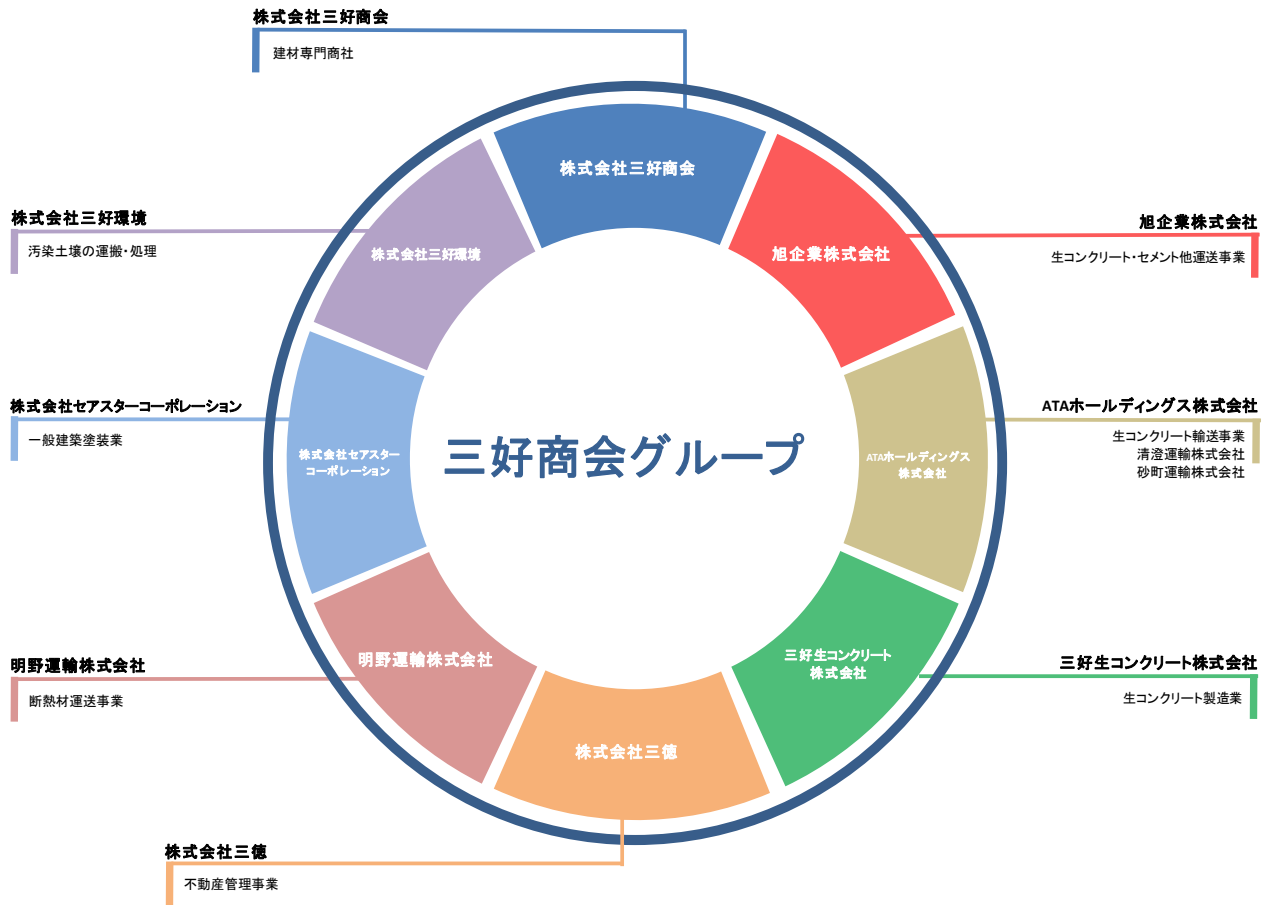 株式会社三好商会
建材専門商社
株式会社三好環境
汚染土壌の運搬・処理
旭企業株式会社
生コンクリート・セメント他運送事業
株式会社セアスターコーポレーション
一般建築塗装業
ATAホールディングス株式会社
生コンクリート輸送事業
清澄運輸株式会社
砂町運輸株式会社
明野運輸株式会社
断熱材運送事業
三好生コンクリート株式会社
生コンクリート製造業
株式会社三徳
不動産管理事業
株式会社三好商会
旭企業株式会社
ATAホールディングス
株式会社
三好生コンクリート
株式会社
株式会社三徳
明野運輸株式会社
株式会社セアスター
コーポレーション
株式会社三好環境
三好商会グループ